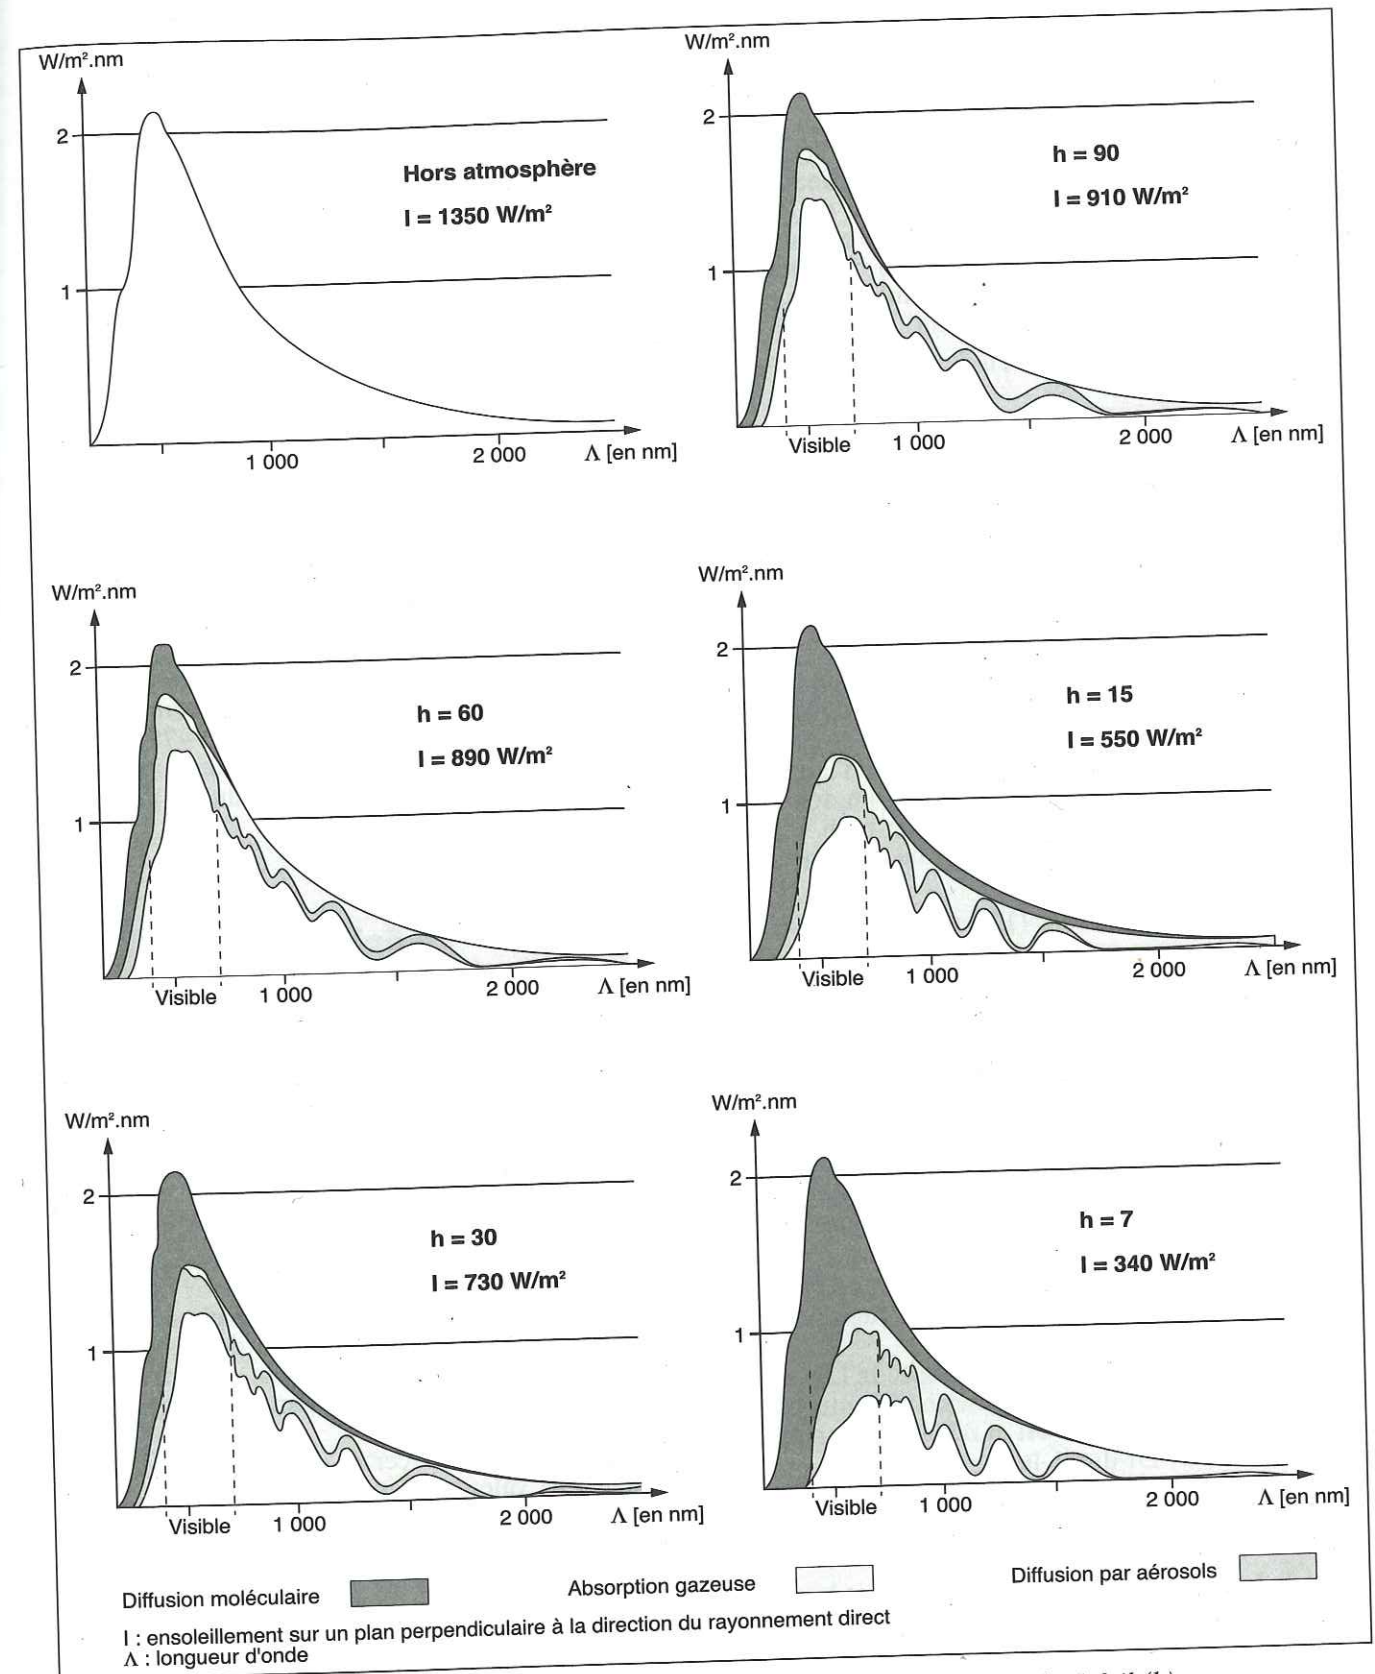 W/m².nm
2
1
Hors atmosphère
I = 1350 W/m²
1 000
2 000
Λ [en nm]
W/m².nm
2
1
h = 90
I = 910 W/m²
Visible
1 000
2 000
Λ [en nm]
W/m².nm
2
1
h = 60
I = 890 W/m²
Visible
1 000
2 000
Λ [en nm]
W/m².nm
2
1
h = 15
I = 550 W/m²
Visible
1 000
2 000
Λ [en nm]
W/m².nm
2
1
h = 30
I = 730 W/m²
Visible
1 000
2 000
Λ [en nm]
W/m².nm
2
1
h = 7
I = 340 W/m²
Visible
1 000
2 000
Λ [en nm]
Diffusion moléculaire
Absorption gazeuse
Diffusion par aérosols
I : ensoleillement sur un plan perpendiculaire à la direction du rayonnement direct
Λ : longueur d'onde